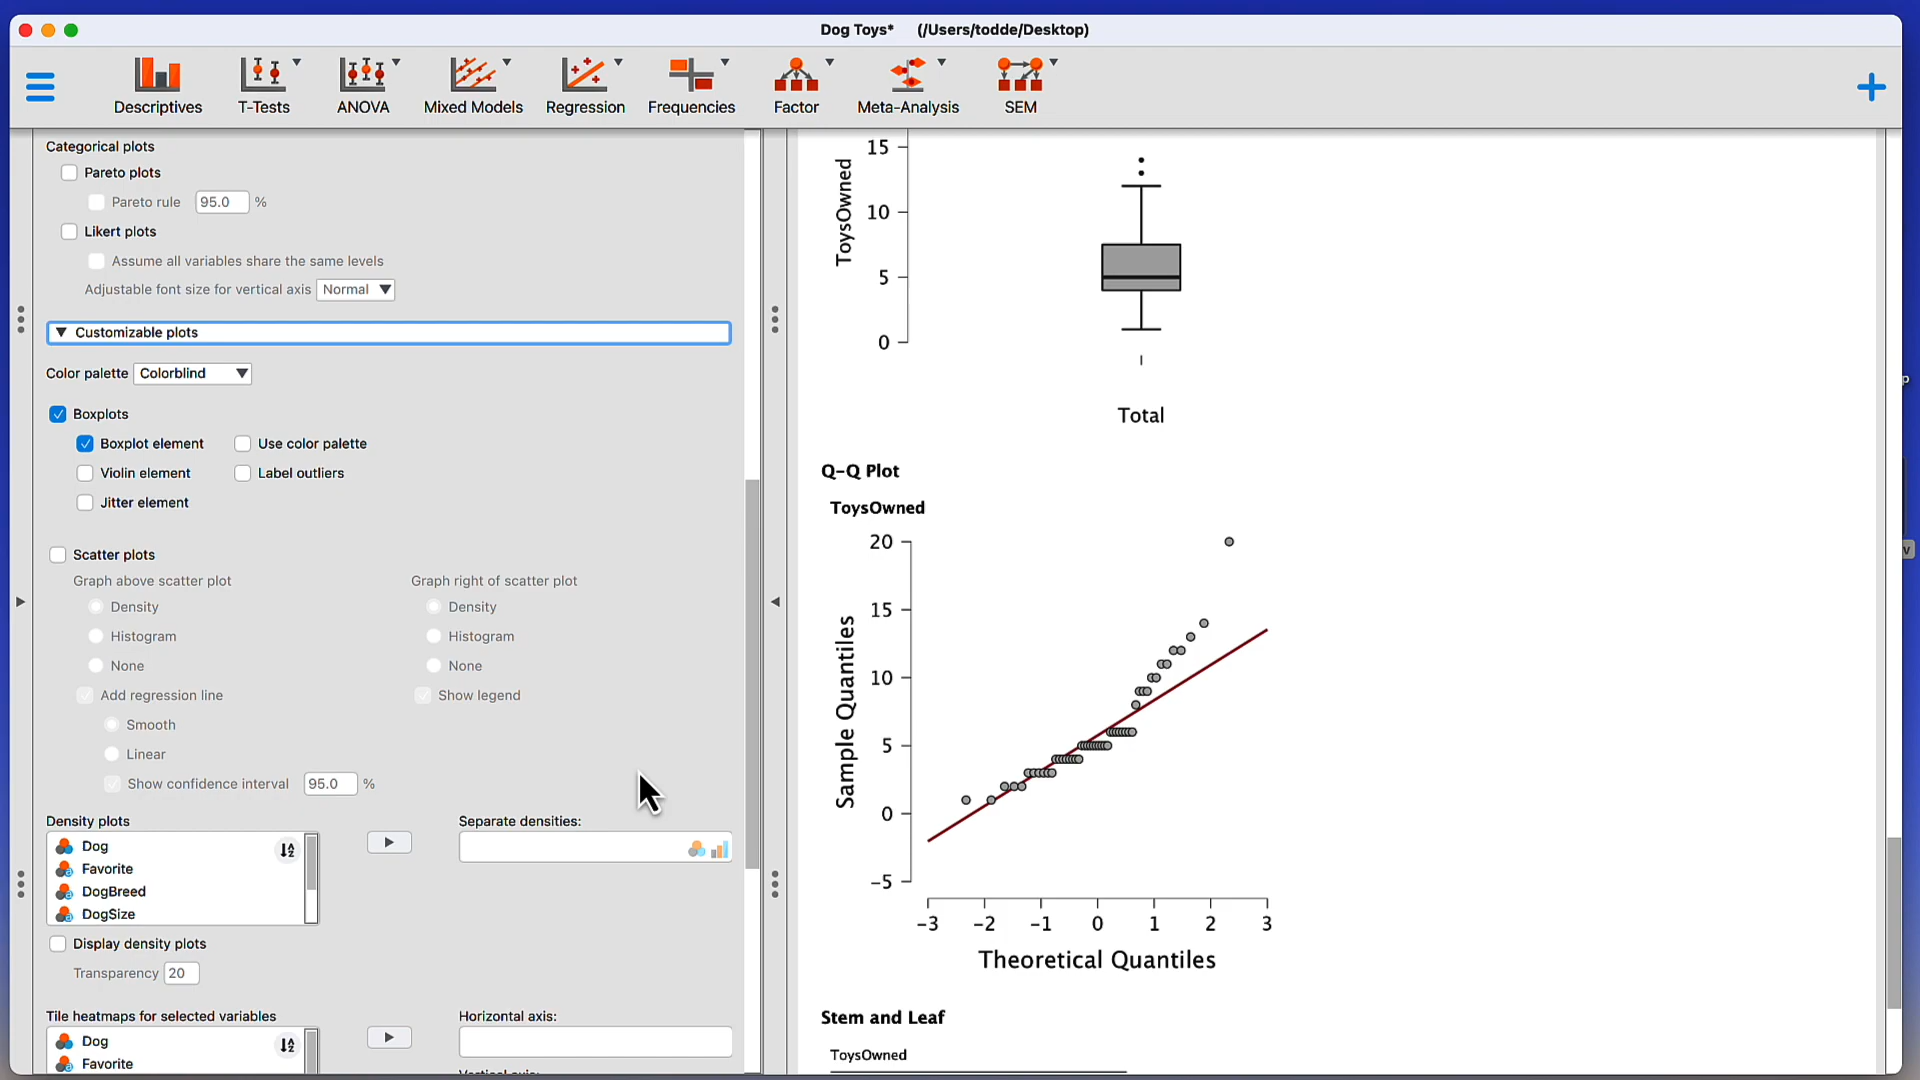 Dog Toys* (/Users/todde/Desktop)
Descriptives T-Tests ANOVA Mixed Models Regression Frequencies Factor Meta-Analysis SEM
Categorical plots
Pareto plots
Pareto rule 95.0 %
Likert plots
Assume all variables share the same levels
Adjustable font size for vertical axis Normal
Customizable plots
Color palette Colorblind
Boxplots
Boxplot element Use color palette
Violin element Label outliers
Jitter element
Scatter plots
Graph above scatter plot Graph right of scatter plot
Density Density
Histogram Histogram
None None
Add regression line Show legend
Smooth
Linear
Show confidence interval 95.0 %
Density plots Separate densities:
Dog
Favorite
DogBreed
DogSize
Display density plots
Transparency 20
Tile heatmaps for selected variables Horizontal axis:
Dog
Favorite
Vertical axis:
15
10
5
0
ToysOwned
Total
Q-Q Plot
ToysOwned
20
15
10
5
0
-5
Sample Quantiles
-3 -2 -1 0 1 2 3
Theoretical Quantiles
Stem and Leaf
ToysOwned
p
v